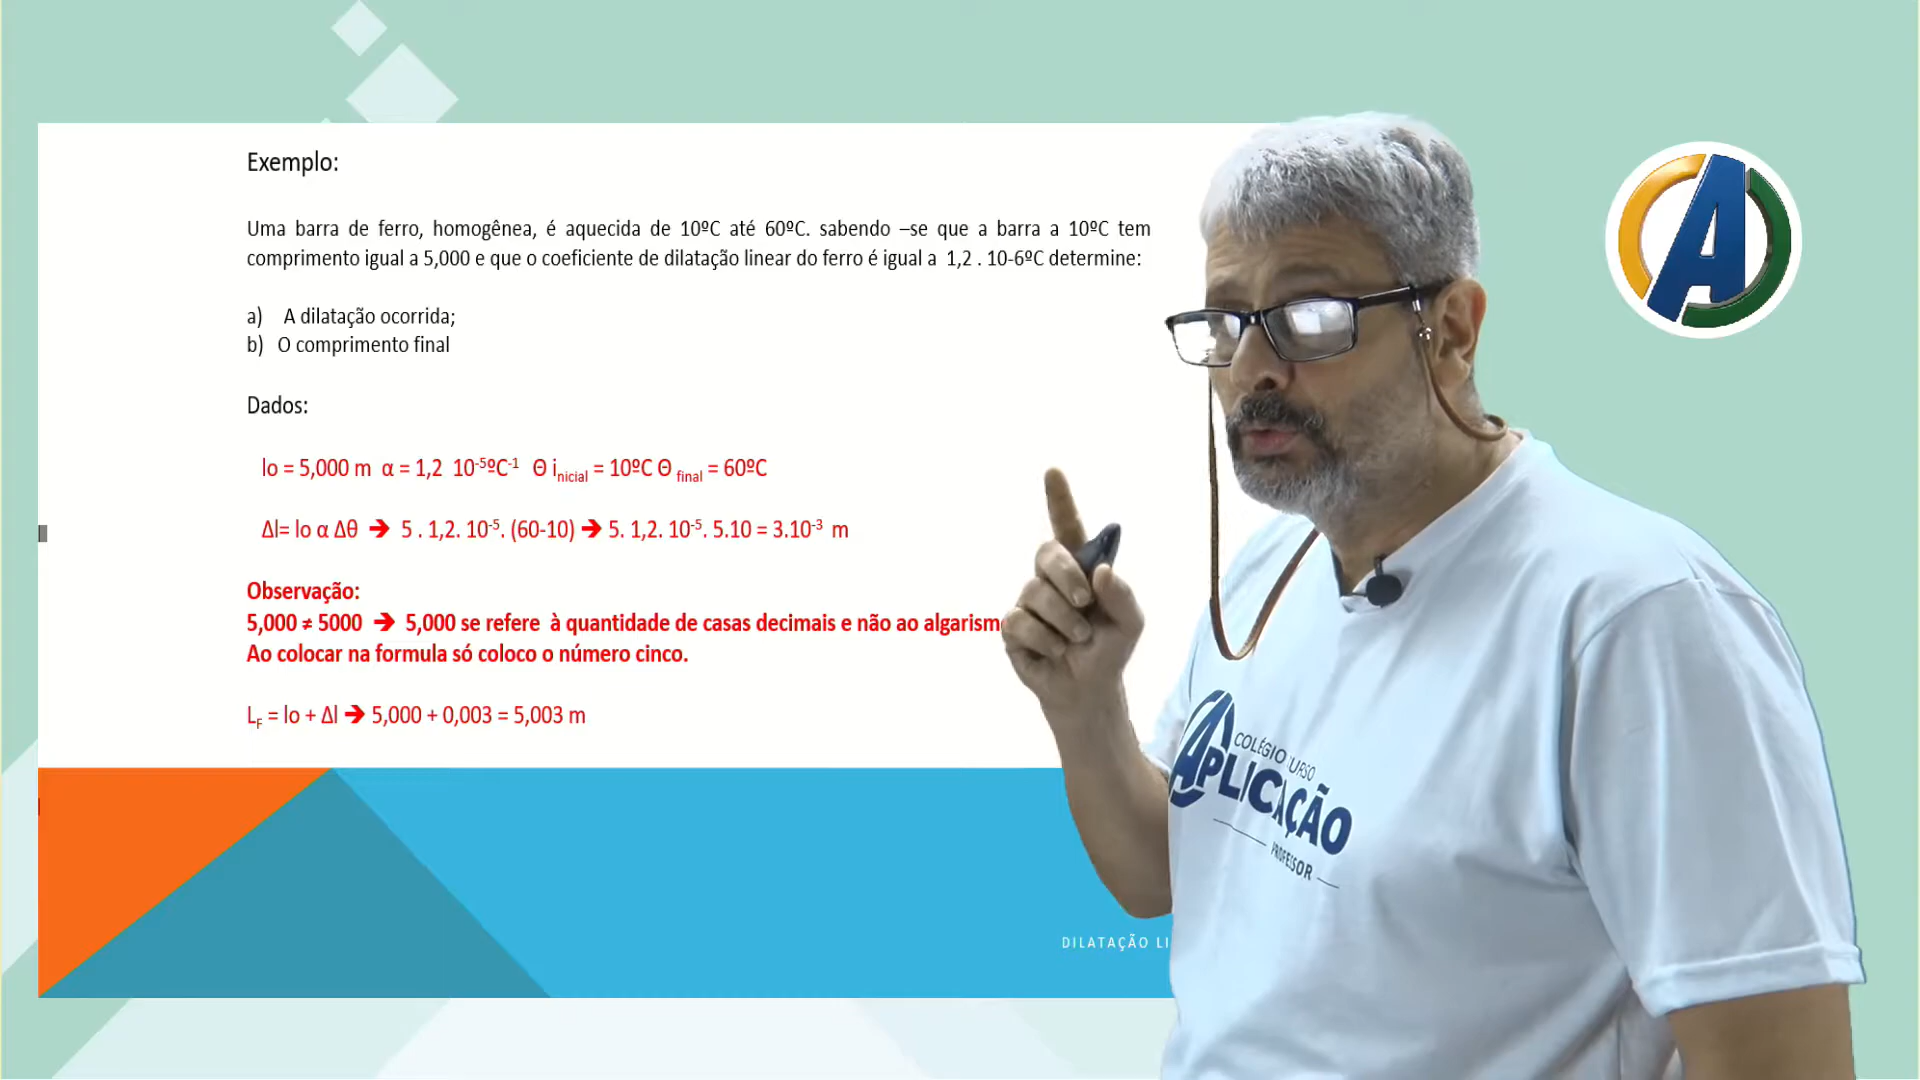 Exemplo:
Uma barra de ferro, homogênea, é aquecida de 10ºC até 60ºC. sabendo –se que a barra a 10ºC tem
comprimento igual a 5,000 e que o coeficiente de dilatação linear do ferro é igual a 1,2 . 10-6ºC determine:
a) A dilatação ocorrida;
b) O comprimento final
Dados:
lo = 5,000 m α = 1,2 10⁻⁵ºC⁻¹ Θ inicial = 10ºC Θ final = 60ºC
Δl= lo α Δθ ➔ 5 . 1,2. 10⁻⁵. (60-10) ➔ 5. 1,2. 10⁻⁵. 5.10 = 3.10⁻³ m
Observação:
5,000 ≠ 5000 ➔ 5,000 se refere à quantidade de casas decimais e não ao
Ao colocar na formula só coloco o número cinco.
LF = lo + Δl ➔ 5,000 + 0,003 = 5,003 m
DILATAÇÃO
A
COLÉGIO CURSO
APLICAÇÃO
PROFESSOR